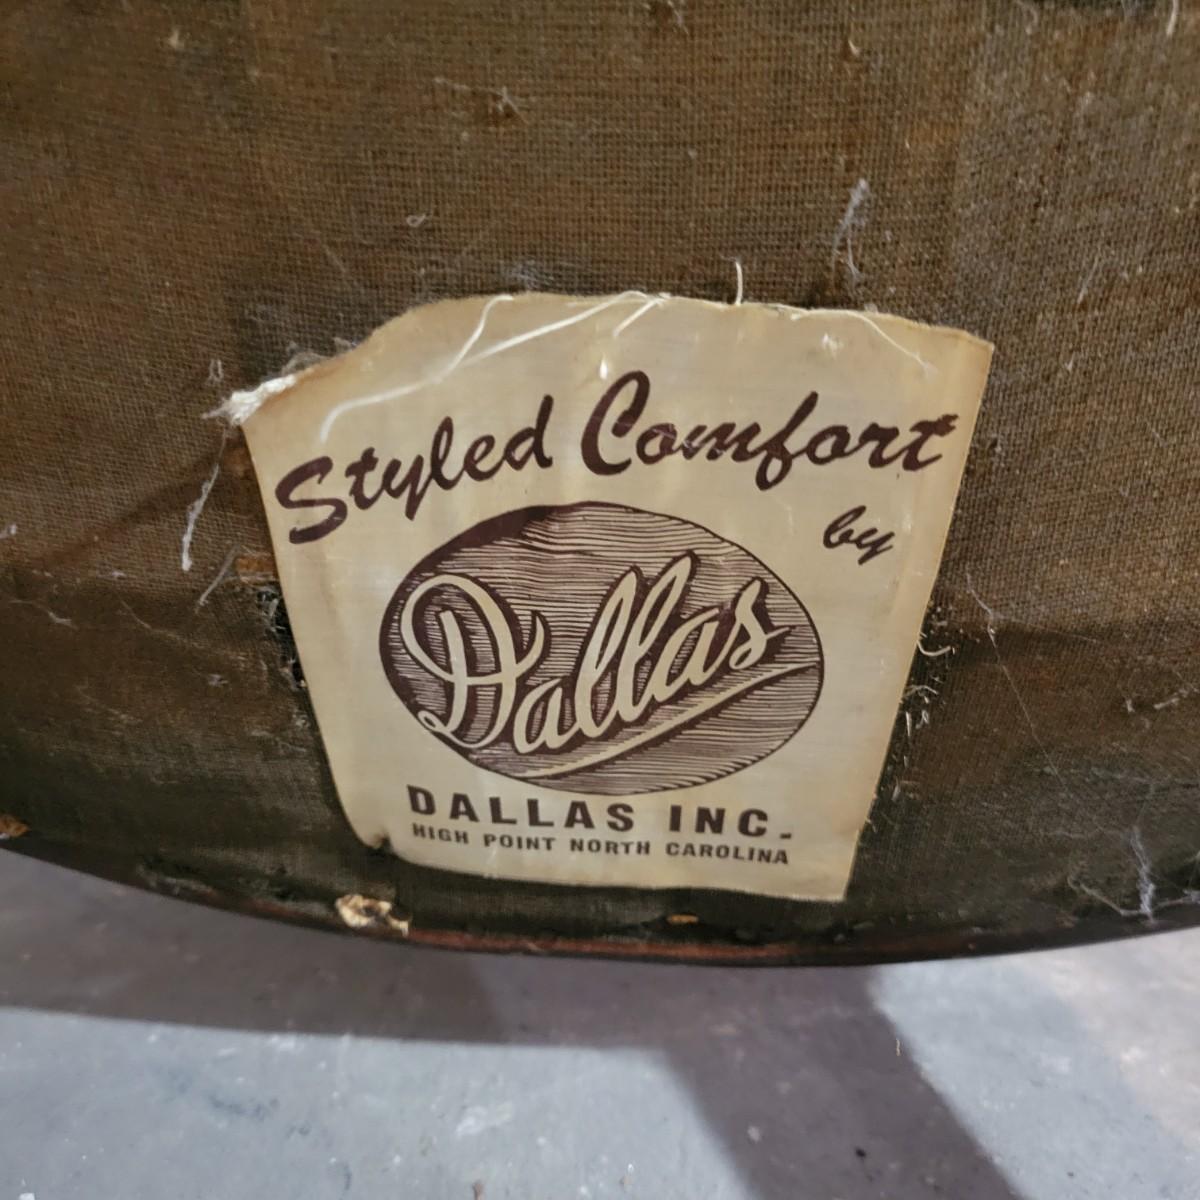 Styled Comfort
by
Dallas
DALLAS INC.
HIGH POINT NORTH CAROLINA